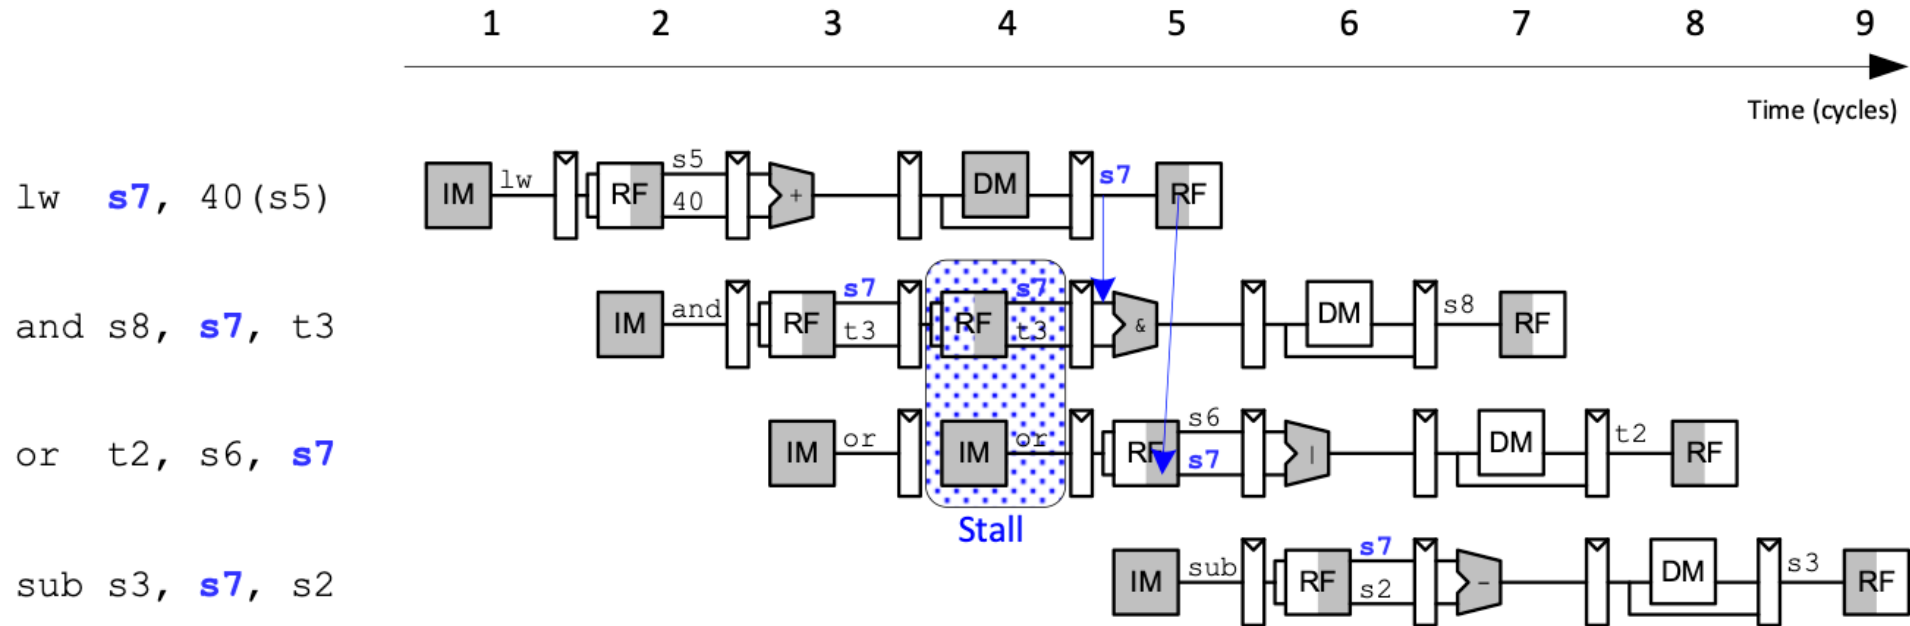 1 2 3 4 5 6 7 8 9
Time (cycles)
lw s7, 40(s5) IM lw RF s5 40 + DM s7 RF
and s8, s7, t3 IM and RF s7 t3 RF s7 t3 & DM s8 RF
or t2, s6, s7 IM or IM or RF s6 s7 | DM t2 RF
Stall
sub s3, s7, s2 IM sub RF s7 s2 - DM s3 RF